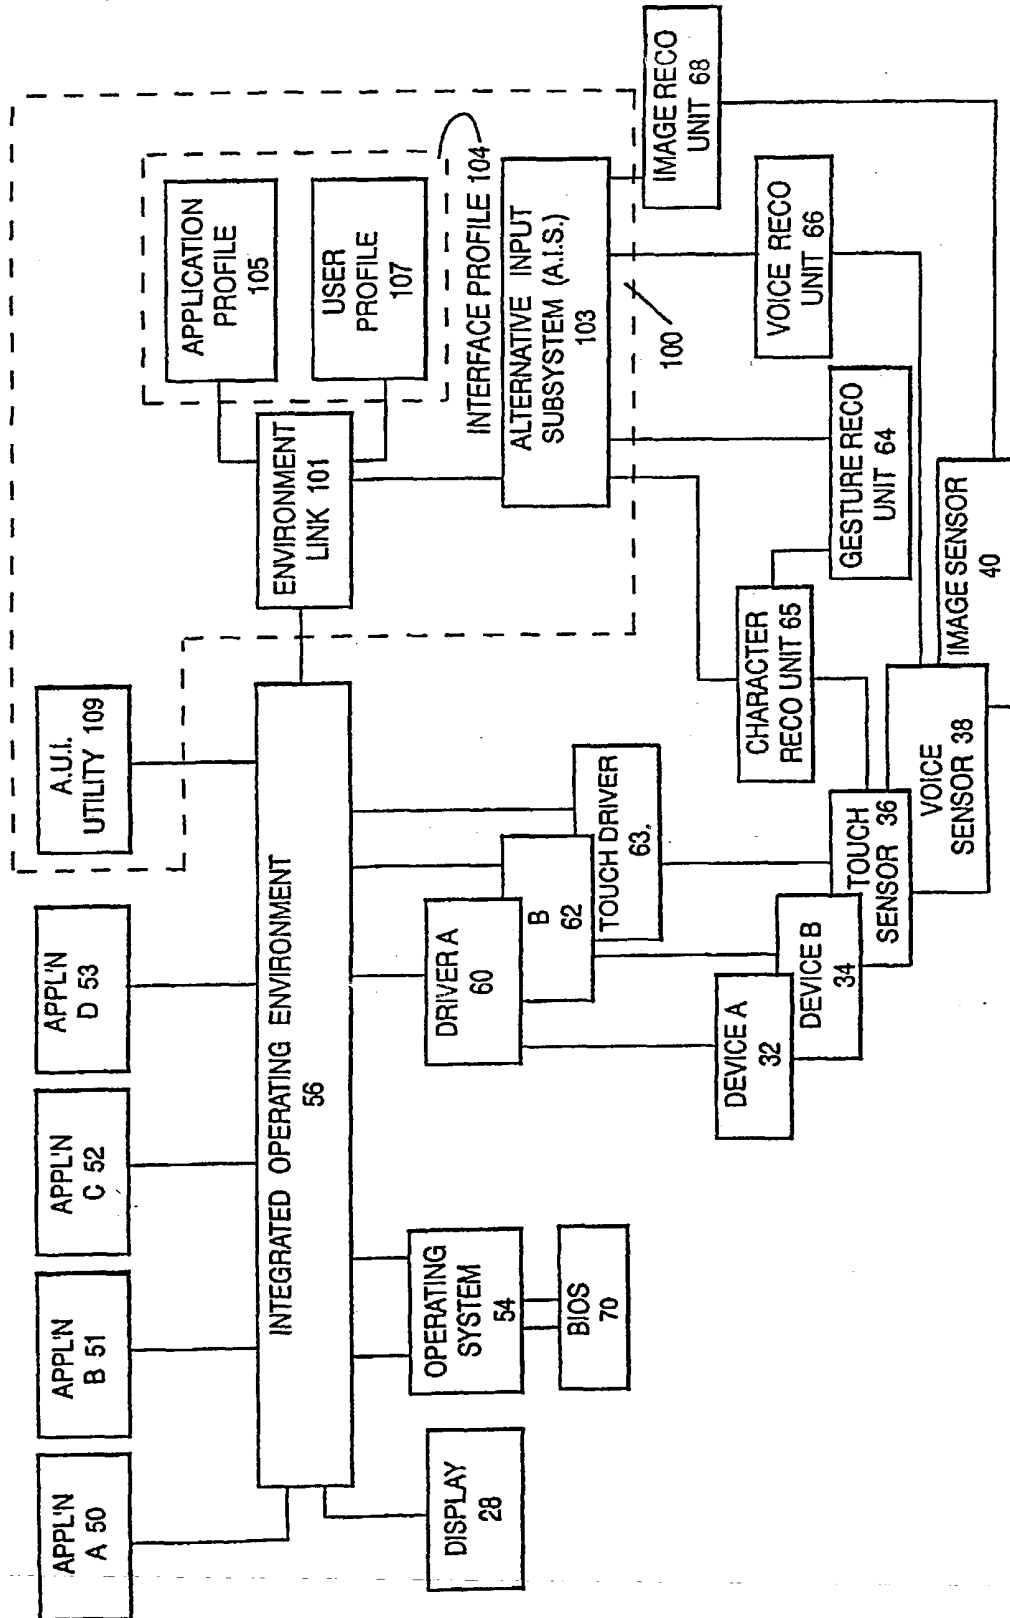 APPL'N
A 50
APPL'N
B 51
APPL'N
C 52
APPL'N
D 53
A.U.I.
UTILITY 109
INTEGRATED OPERATING ENVIRONMENT
56
ENVIRONMENT
LINK 101
APPLICATION
PROFILE
105
USER
PROFILE
107
INTERFACE PROFILE 104
ALTERNATIVE INPUT
SUBSYSTEM (A.I.S.)
103
100
DISPLAY
28
OPERATING
SYSTEM
54
BIOS
70
DRIVER A
60
B
62
TOUCH DRIVER
63
DEVICE A
32
DEVICE B
34
TOUCH
SENSOR 36
VOICE
SENSOR 38
IMAGE SENSOR
40
CHARACTER
RECO UNIT 65
GESTURE RECO
UNIT 64
VOICE RECO
UNIT 66
IMAGE RECO
UNIT 68